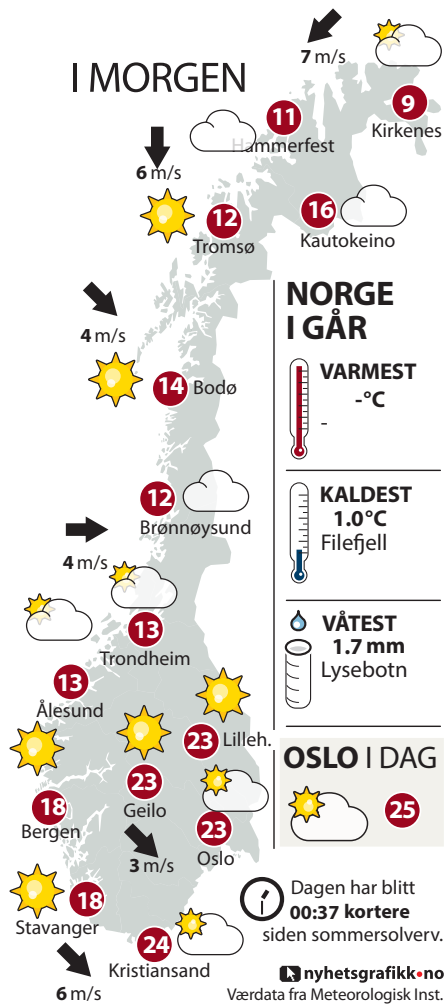 I MORGEN
7 m/s
9
Kirkenes
11
Hammerfest
6 m/s
12
Tromsø
16
Kautokeino
4 m/s
14 Bodø
12
Brønnøysund
4 m/s
13
Trondheim
13
Ålesund
23 Lilleh.
23
Geilo
18
Bergen
23
Oslo
3 m/s
18
Stavanger
24
Kristiansand
6 m/s
NORGE
I GÅR
VARMEST
-°C
-
KALDEST
1.0°C
Filefjell
VÅTEST
1.7 mm
Lysebotn
OSLO I DAG
25
Dagen har blitt
00:37 kortere
siden sommersolverv.
nyhetsgrafikk•no
Værdata fra Meteorologisk Inst.